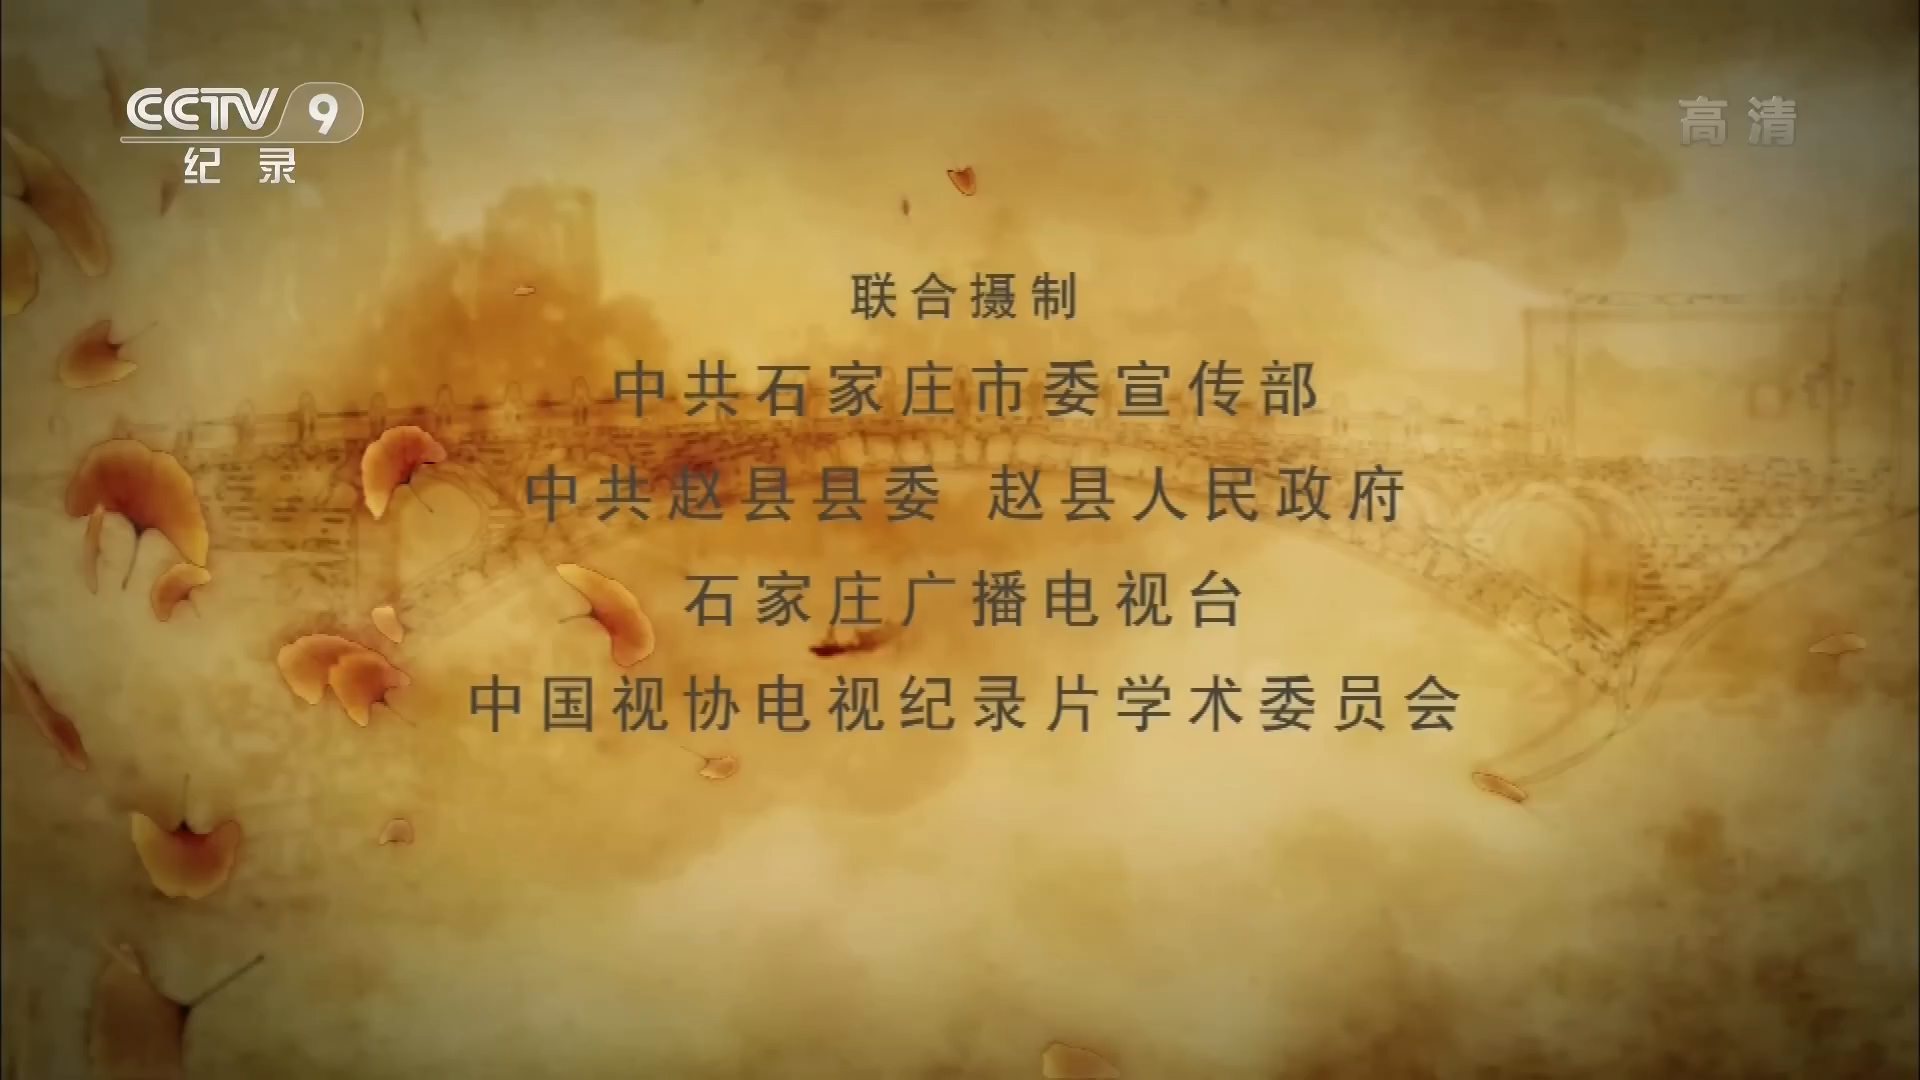 CCTV 9
纪录
高清
联合摄制
中共石家庄市委宣传部
中共赵县县委 赵县人民政府
石家庄广播电视台
中国视协电视纪录片学术委员会